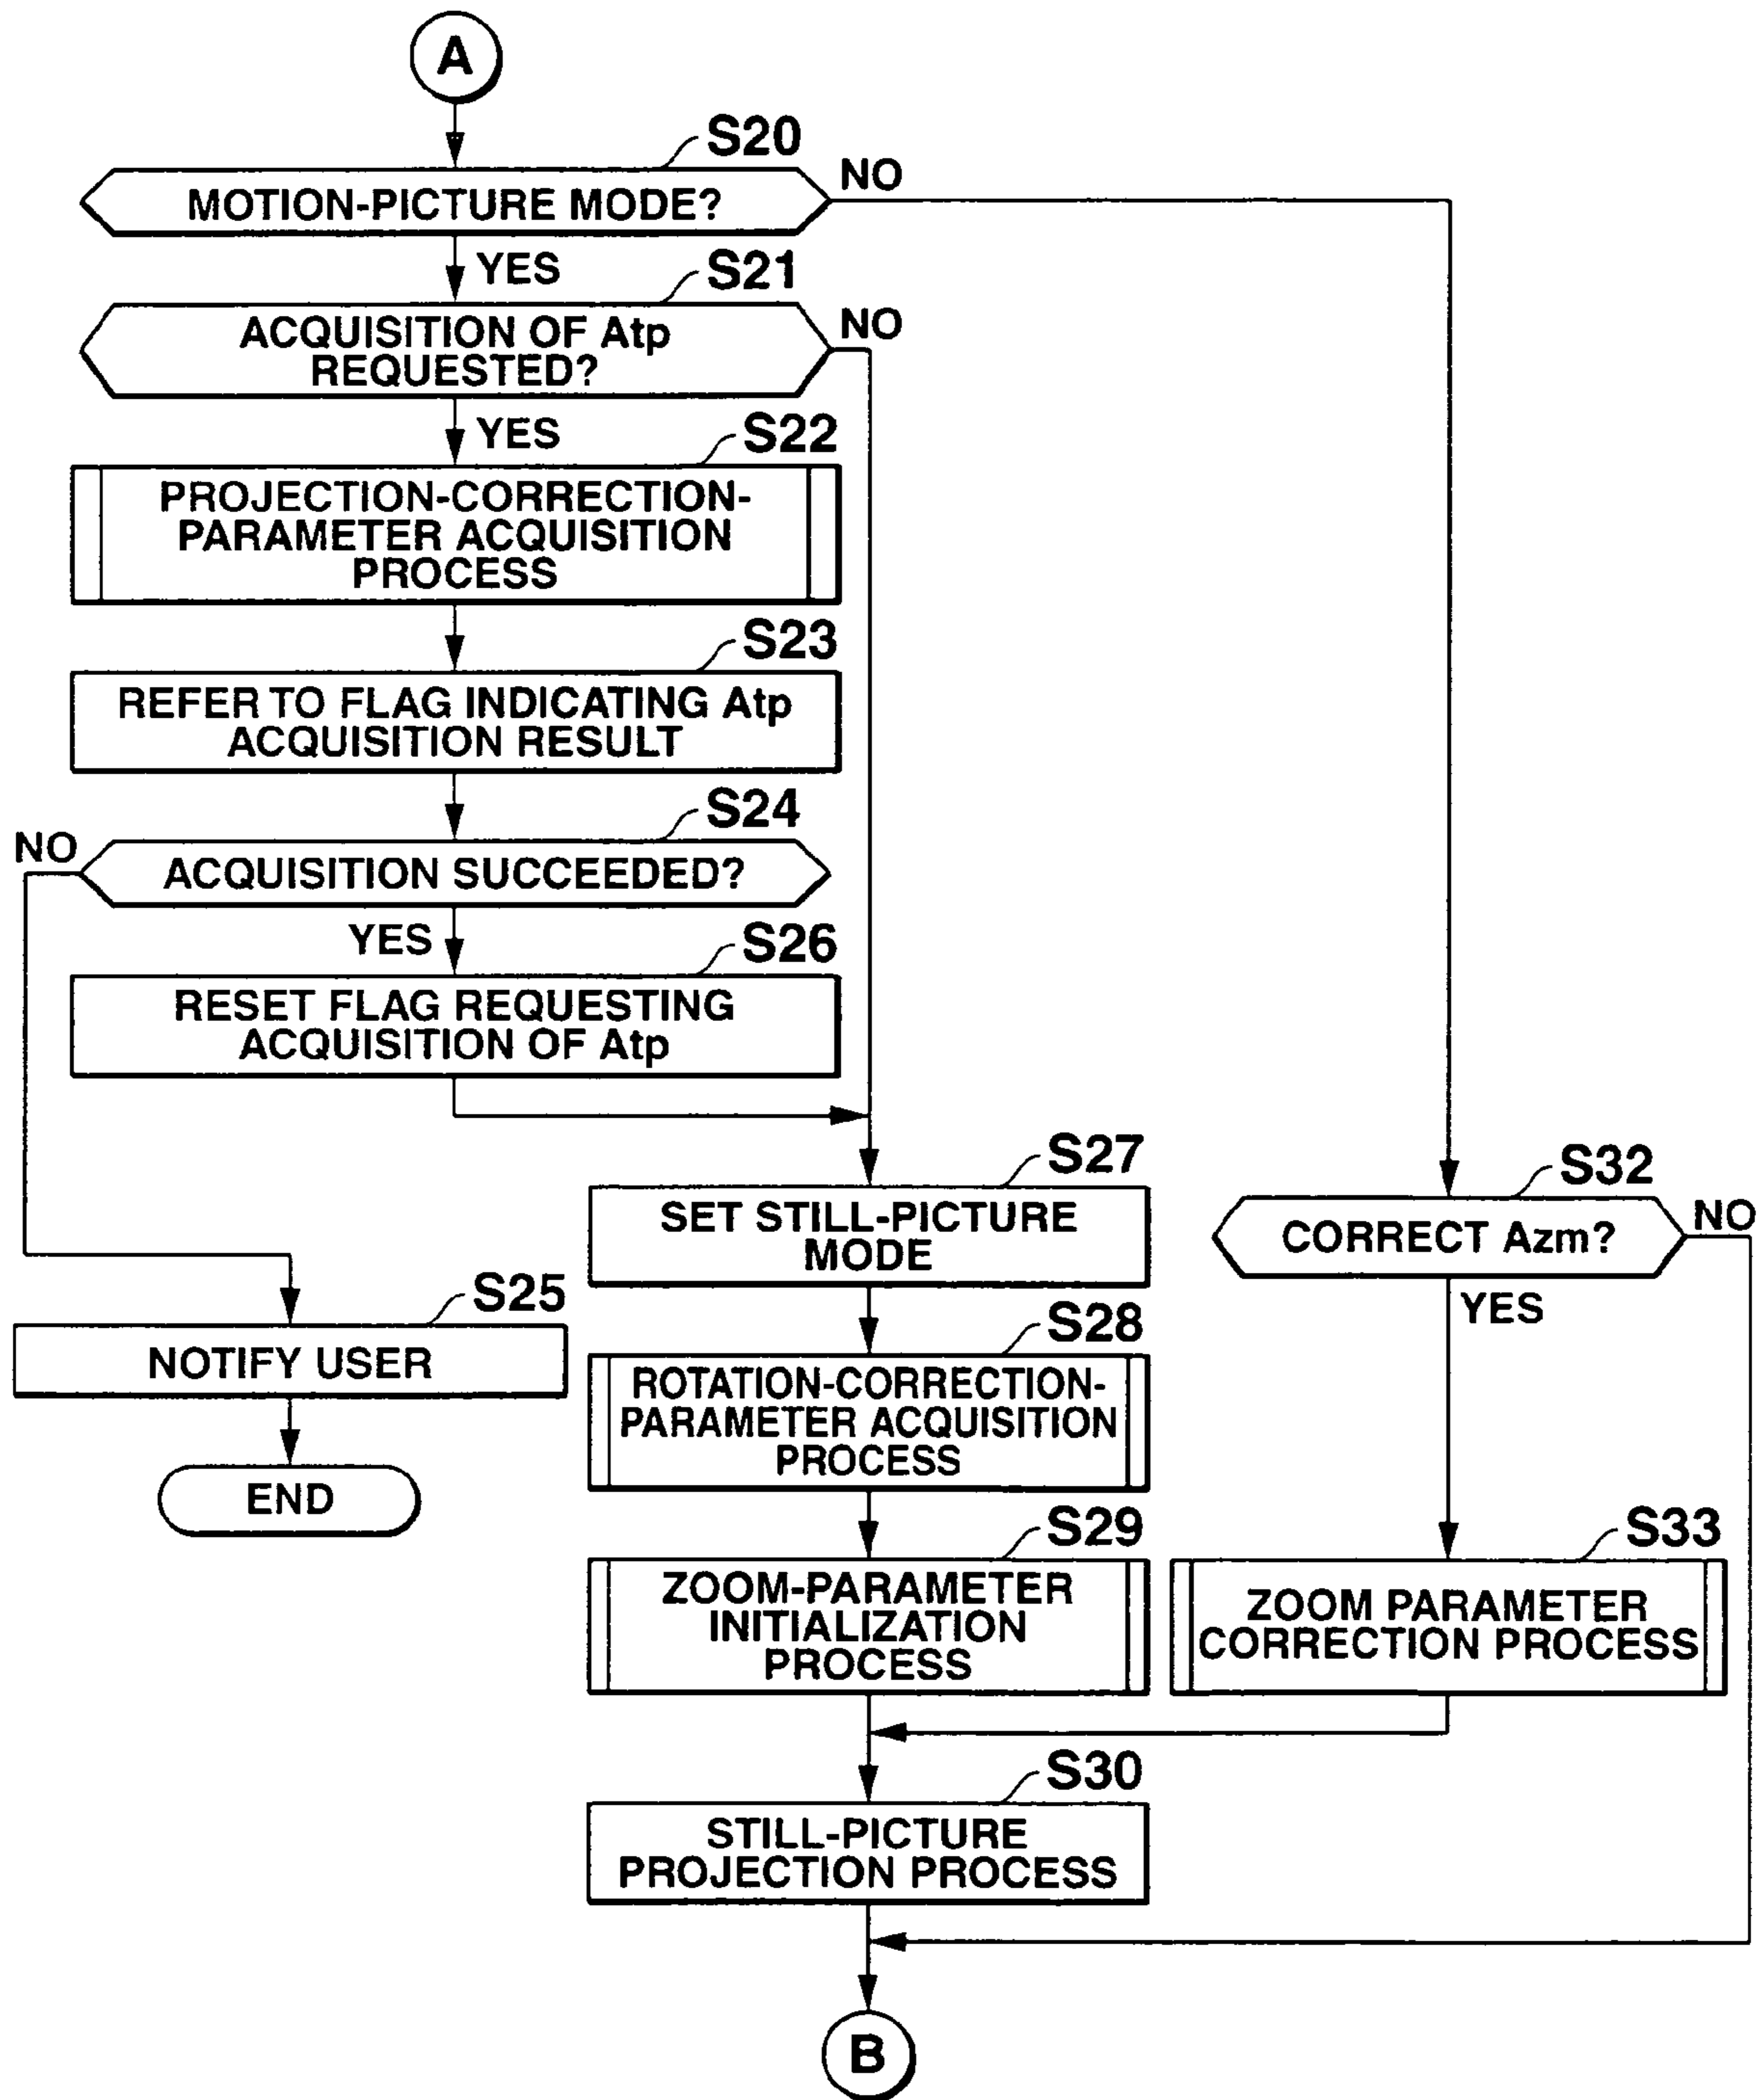 A
S20
MOTION-PICTURE MODE?
NO
YES
S21
ACQUISITION OF Atp
REQUESTED?
NO
YES
S22
PROJECTION-CORRECTION-
PARAMETER ACQUISITION
PROCESS
S23
REFER TO FLAG INDICATING Atp
ACQUISITION RESULT
S24
NO
ACQUISITION SUCCEEDED?
YES
S26
RESET FLAG REQUESTING
ACQUISITION OF Atp
S25
NOTIFY USER
END
S27
SET STILL-PICTURE
MODE
S28
ROTATION-CORRECTION-
PARAMETER ACQUISITION
PROCESS
S29
ZOOM-PARAMETER
INITIALIZATION
PROCESS
S32
CORRECT Azm?
NO
YES
S33
ZOOM PARAMETER
CORRECTION PROCESS
S30
STILL-PICTURE
PROJECTION PROCESS
B